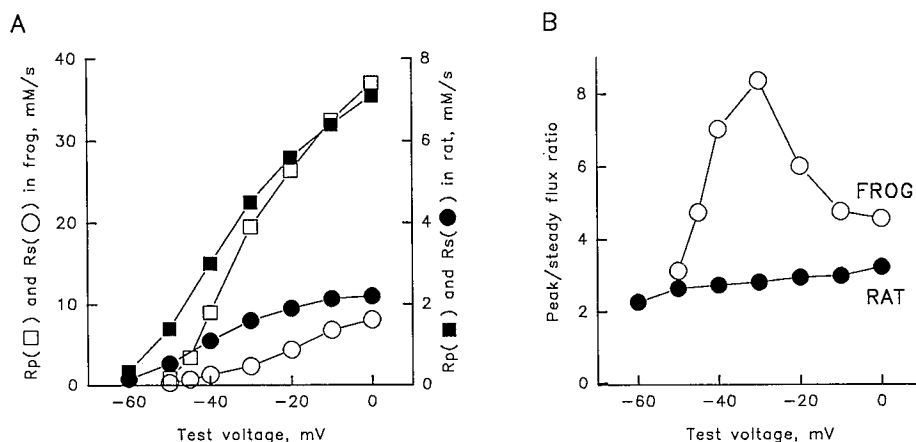 A
B
Rp(□) and Rs(○) in frog, mM/s
40
30
20
10
0
8
6
4
2
0
Rp(■) and Rs(●) in rat, mM/s
−60
−40
−20
0
Test voltage, mV
Peak/steady flux ratio
8
6
4
2
0
FROG
RAT
−60
−40
−20
0
Test voltage, mV